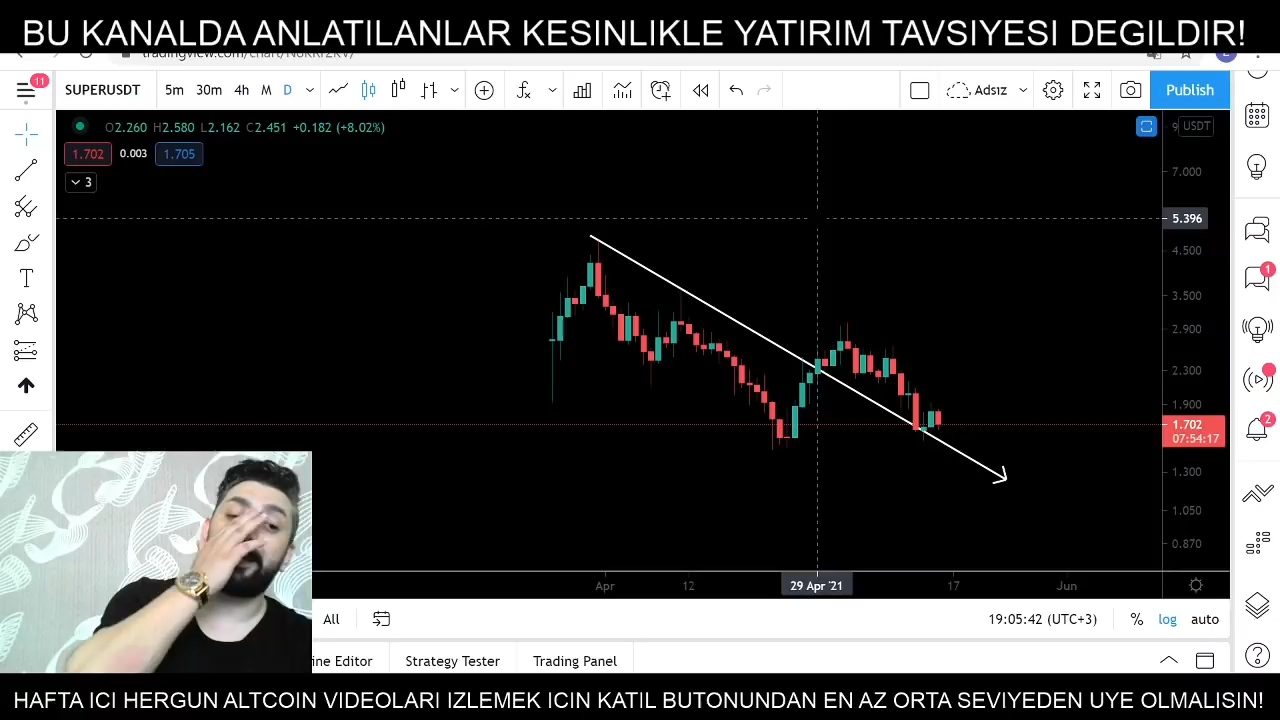 BU KANALDA ANLATILANLAR KESINLIKLE YATIRIM TAVSIYESI DEGILDIR!
11
SUPERUSDT 5m 30m 4h M D Adsız Publish
O2.260 H2.580 L2.162 C2.451 +0.182 (+8.02%)
USDT
1.702 0.003 1.705
3
7.000
5.396
4.500
1
3.500
2.900
2.300
1.900
1.702
2
07:54:17
1.300
1.050
0.870
Apr 12 29 Apr '21 17 Jun
All 19:05:42 (UTC+3) % log auto
ine Editor Strategy Tester Trading Panel
HAFTA ICI HERGUN ALTCOIN VIDEOLARI IZLEMEK ICIN KATIL BUTONUNDAN EN AZ ORTA SEVIYEDEN UYE OLMALISIN!